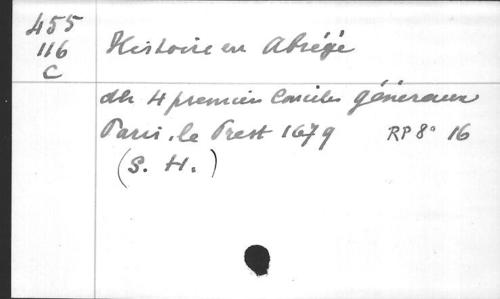 455
116
C
Histoire en Abrégé
des 4 premiers Conciles généraux
Paris, le Prest 1679 RP 8° 16
(S. H.)